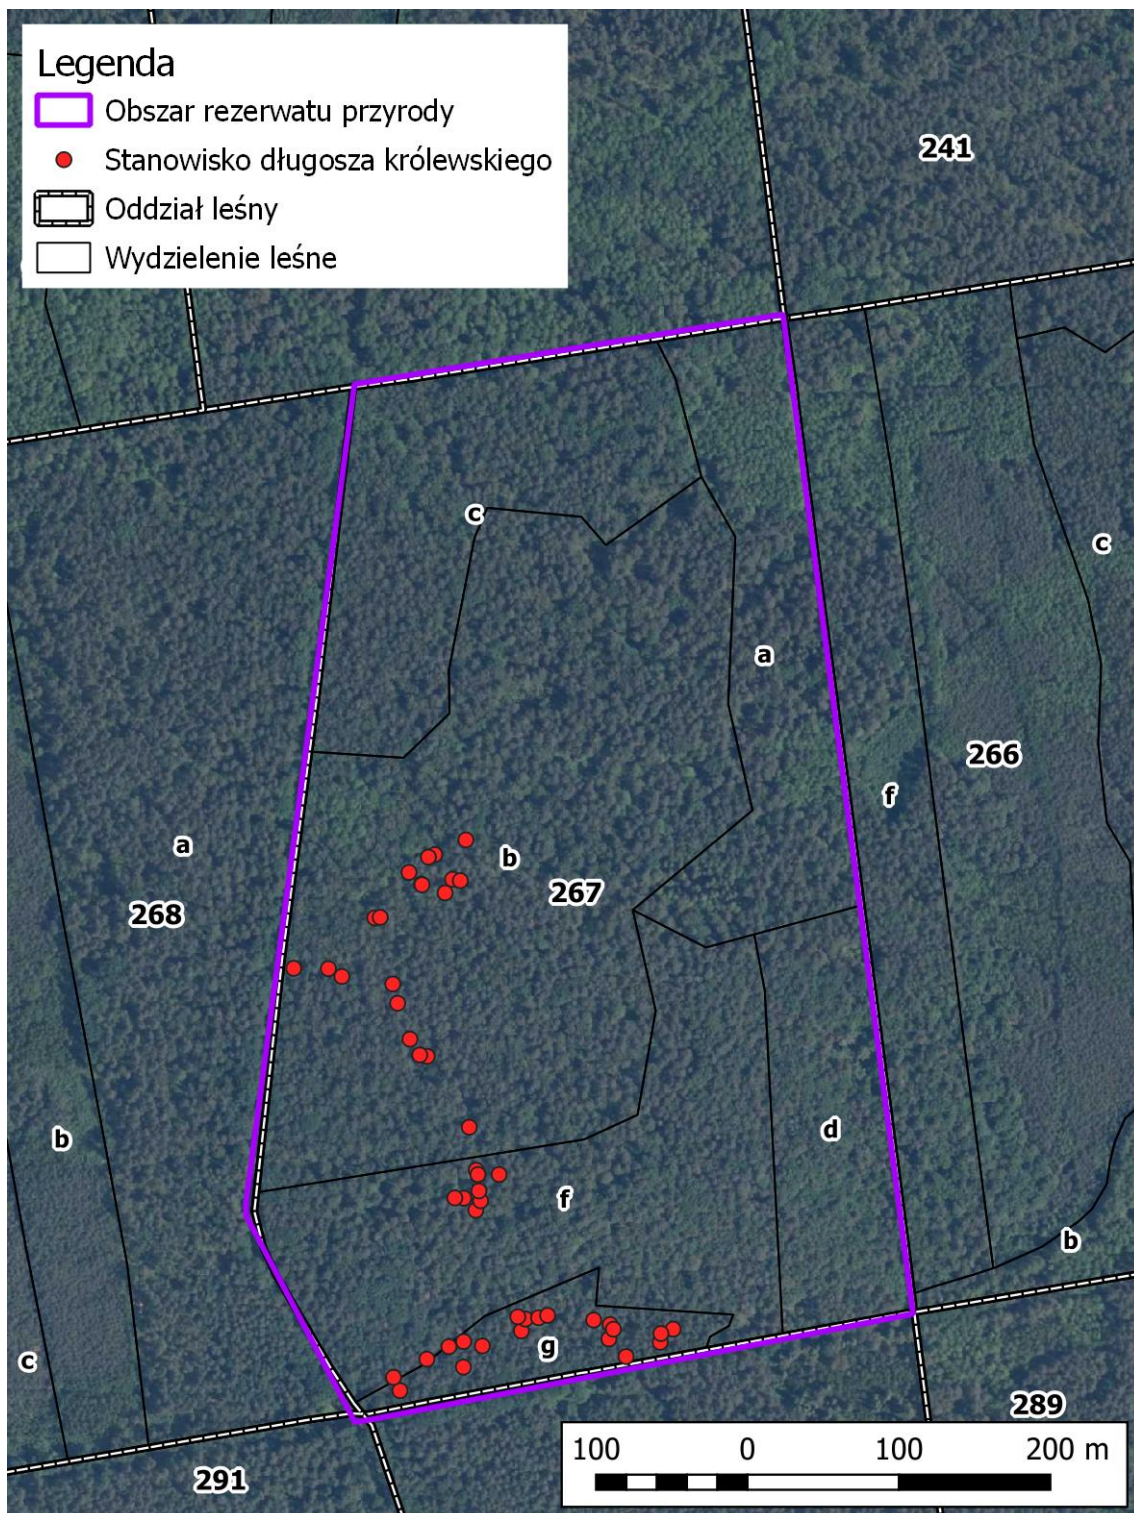 Legenda
Obszar rezerwatu przyrody
Stanowisko długosza królewskiego
Oddział leśny
Wydzielenie leśne
241
c
c
a
266
f
a
b
267
268
b
d
f
b
g
c
289
100 0 100 200 m
291